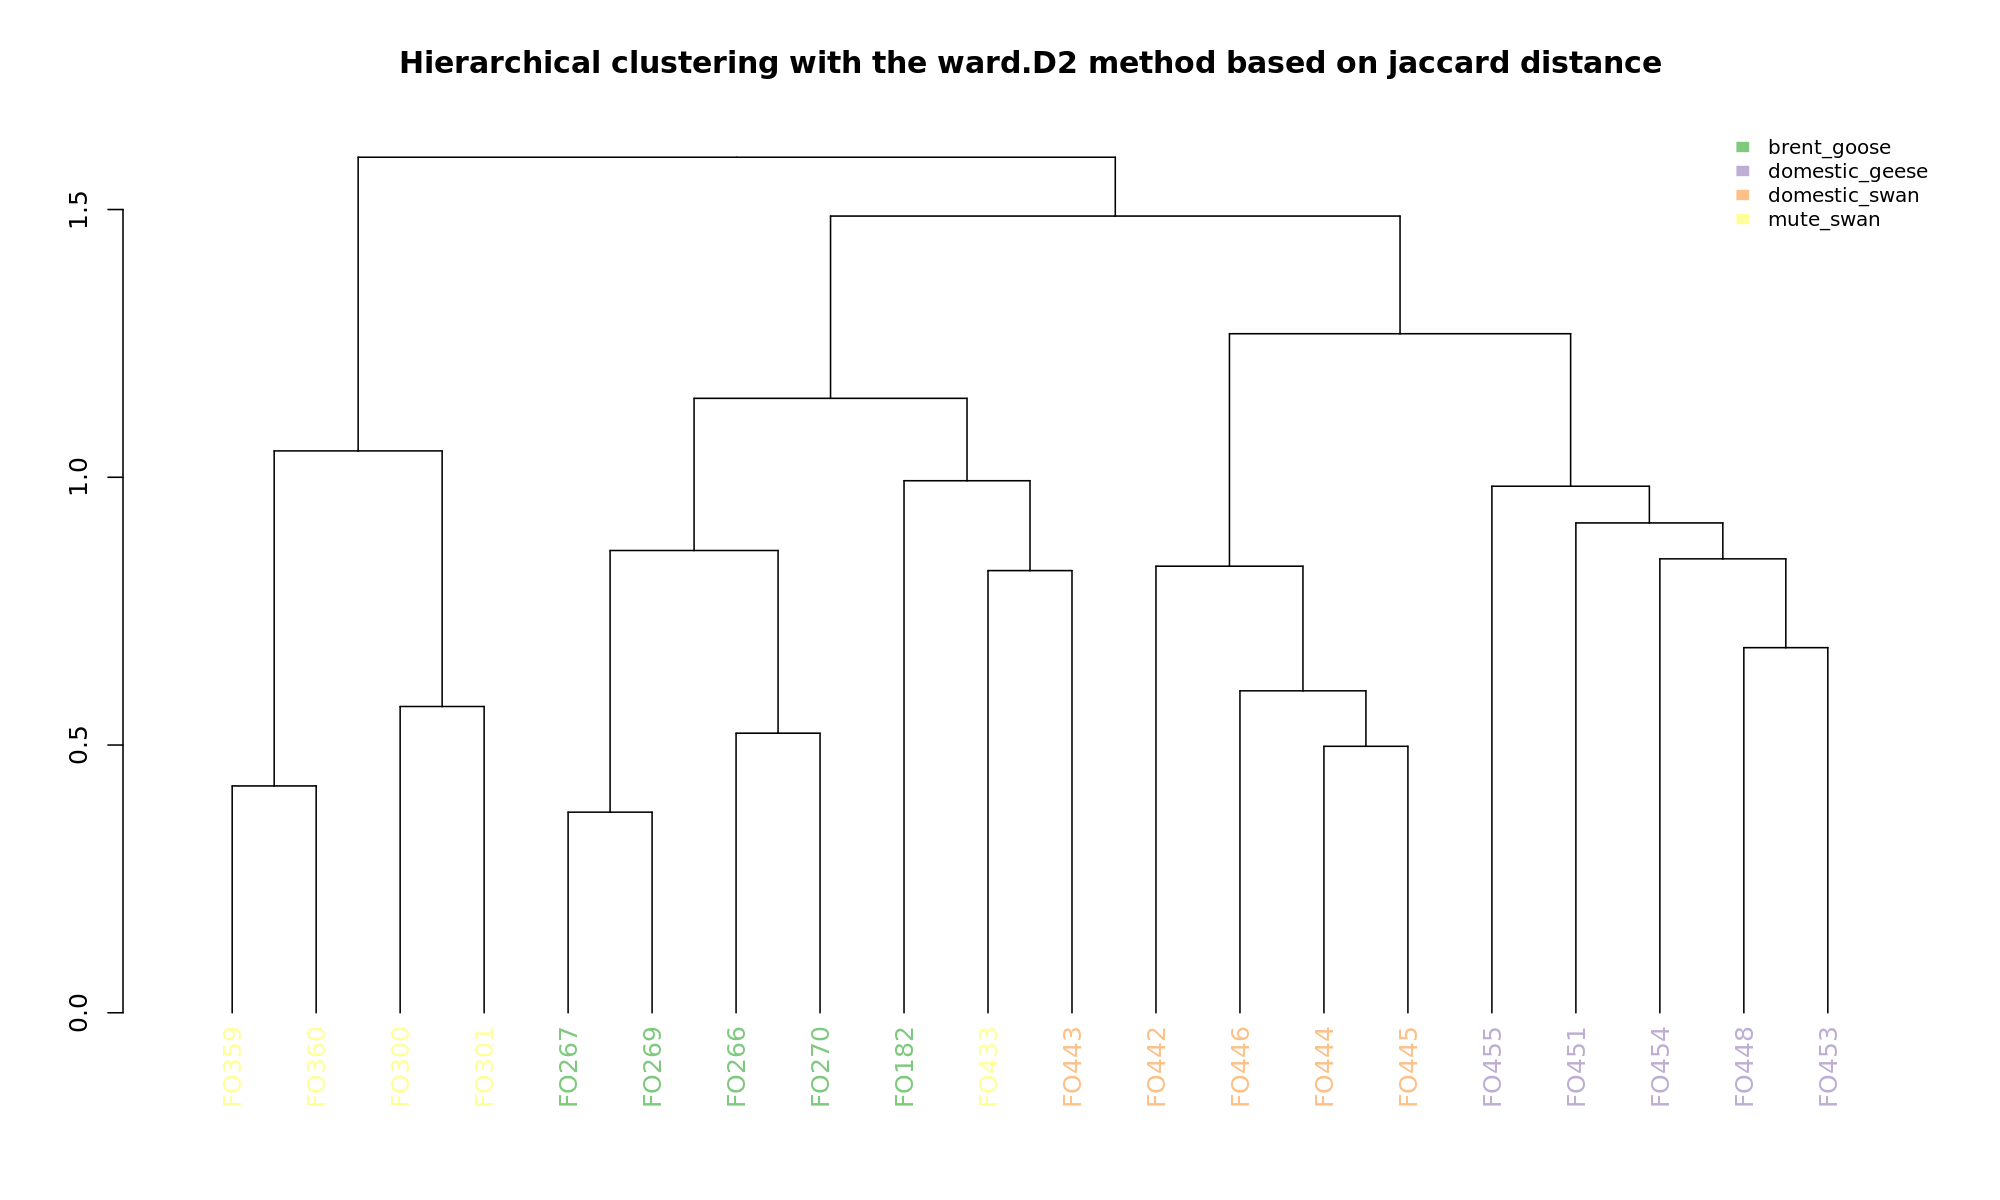 Hierarchical clustering with the ward.D2 method based on jaccard distance
brent_goose
domestic_geese
domestic_swan
mute_swan
1.5
1.0
0.5
0.0
FO359
FO360
FO300
FO301
FO267
FO269
FO266
FO270
FO182
FO433
FO443
FO442
FO446
FO444
FO445
FO455
FO451
FO454
FO448
FO453